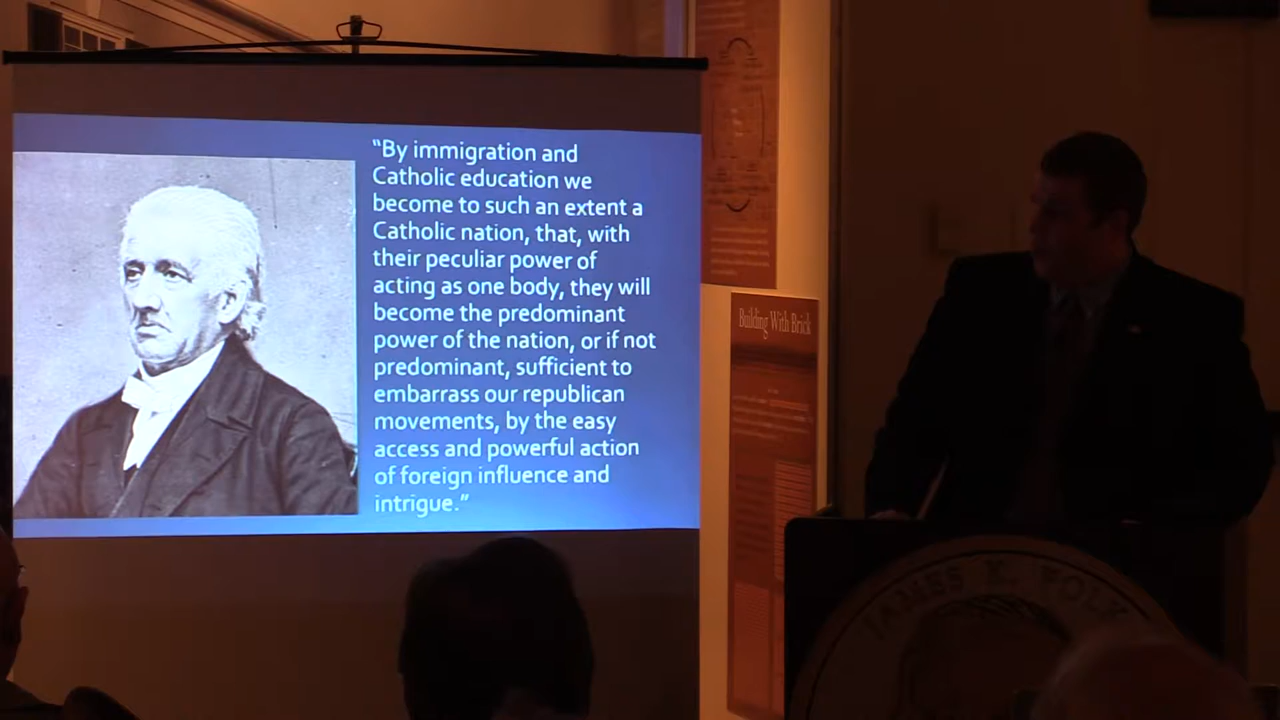 “By immigration and
Catholic education we
become to such an extent a
Catholic nation, that, with
their peculiar power of
acting as one body, they will
become the predominant
power of the nation, or if not
predominant, sufficient to
embarrass our republican
movements, by the easy
access and powerful action
of foreign influence and
intrigue.”
Building With Brick
JAMES K. POLK